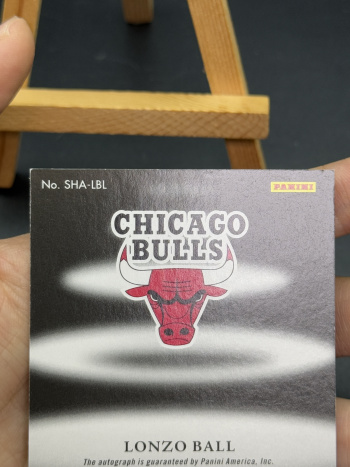 No. SHA-LBL
PANINI
CHICAGO
BULLS
LONZO BALL
The autograph is guaranteed by Panini America, Inc.